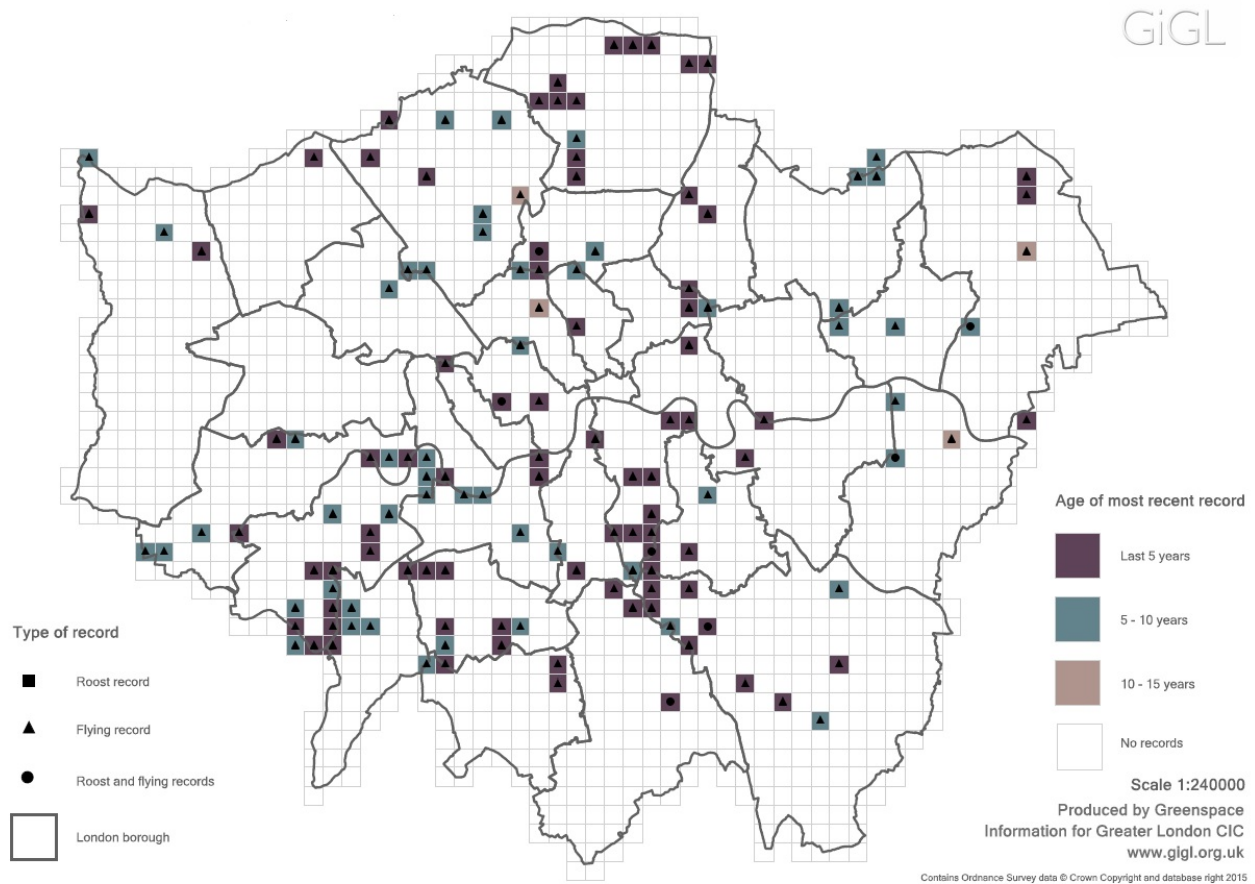 GiGL
Age of most recent record
Last 5 years
5 - 10 years
10 - 15 years
No records
Type of record
Roost record
Flying record
Roost and flying records
London borough
Scale 1:240000
Produced by Greenspace
Information for Greater London CIC
www.gigl.org.uk
Contains Ordnance Survey data © Crown Copyright and database right 2015